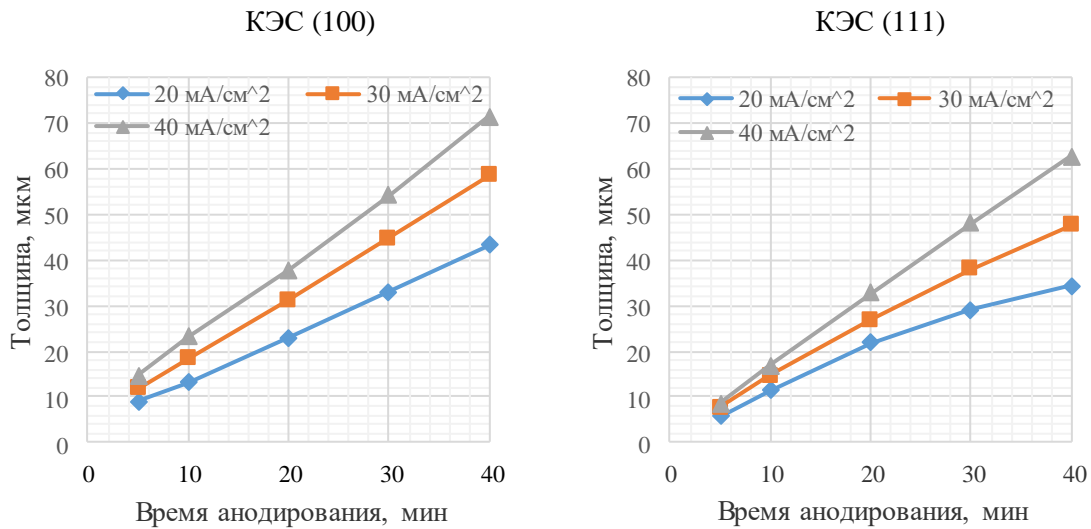 КЭС (100)
80
70
60
50
40
30
20
10
0
20 мА/см^2
30 мА/см^2
40 мА/см^2
Толщина, мкм
0 10 20 30 40
Время анодирования, мин
КЭС (111)
80
70
60
50
40
30
20
10
0
20 мА/см^2
30 мА/см^2
40 мА/см^2
Толщина, мкм
0 10 20 30 40
Время анодирования, мин